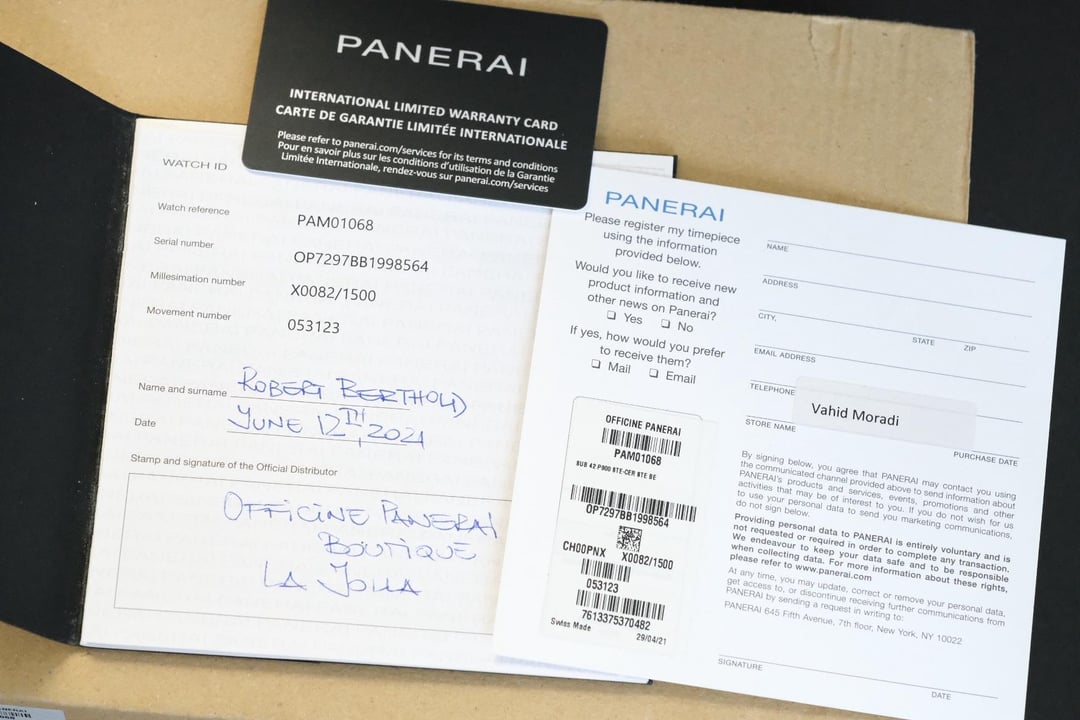 PANERAI
INTERNATIONAL LIMITED WARRANTY CARD
CARTE DE GARANTIE LIMITÉE INTERNATIONALE
Please refer to panerai.com/services for its terms and conditions
Pour en savoir plus sur les conditions d'utilisation de la Garantie
Limitée Internationale, rendez-vous sur panerai.com/services
WATCH ID
Watch reference PAM01068
Serial number OP7297BB1998564
Millesimation number X0082/1500
Movement number 053123
Name and surname ROBERT BERTHOLD
Date JUNE 12TH, 2021
Stamp and signature of the Official Distributor
OFFICINE PANERAI
BOUTIQUE
LA JOLLA
PANERAI
Please register my timepiece
using the information
provided below.
Would you like to receive new
product information and
other news on Panerai?
❏ Yes ❏ No
If yes, how would you prefer
to receive them?
❏ Mail ❏ Email
OFFICINE PANERAI
PAM01068
SUB 42 P900 STE-CER STE BE
OP7297BB1998564
CH00PNX X0082/1500
053123
7613375370482
Swiss Made 29/04/21
NAME
ADDRESS
CITY, STATE ZIP
EMAIL ADDRESS
TELEPHONE
Vahid Moradi
STORE NAME PURCHASE DATE
By signing below, you agree that PANERAI may contact you using
the communicated channel provided above to send information about
PANERAI's products and services, events, promotions and other
activities that may be of interest to you. If you do not wish for us
to use your personal data to send you marketing communications,
do not sign below.
Providing personal data to PANERAI is entirely voluntary and is
not requested or required in order to complete any transaction.
We endeavour to keep your data safe and to be responsible
when collecting data. For more information about these rights,
please refer to www.panerai.com
At any time, you may update, correct or remove your personal data,
get access to, or discontinue receiving further communications from
PANERAI by sending a request in writing to:
PANERAI 645 Fifth Avenue, 7th floor, New York, NY 10022
SIGNATURE DATE